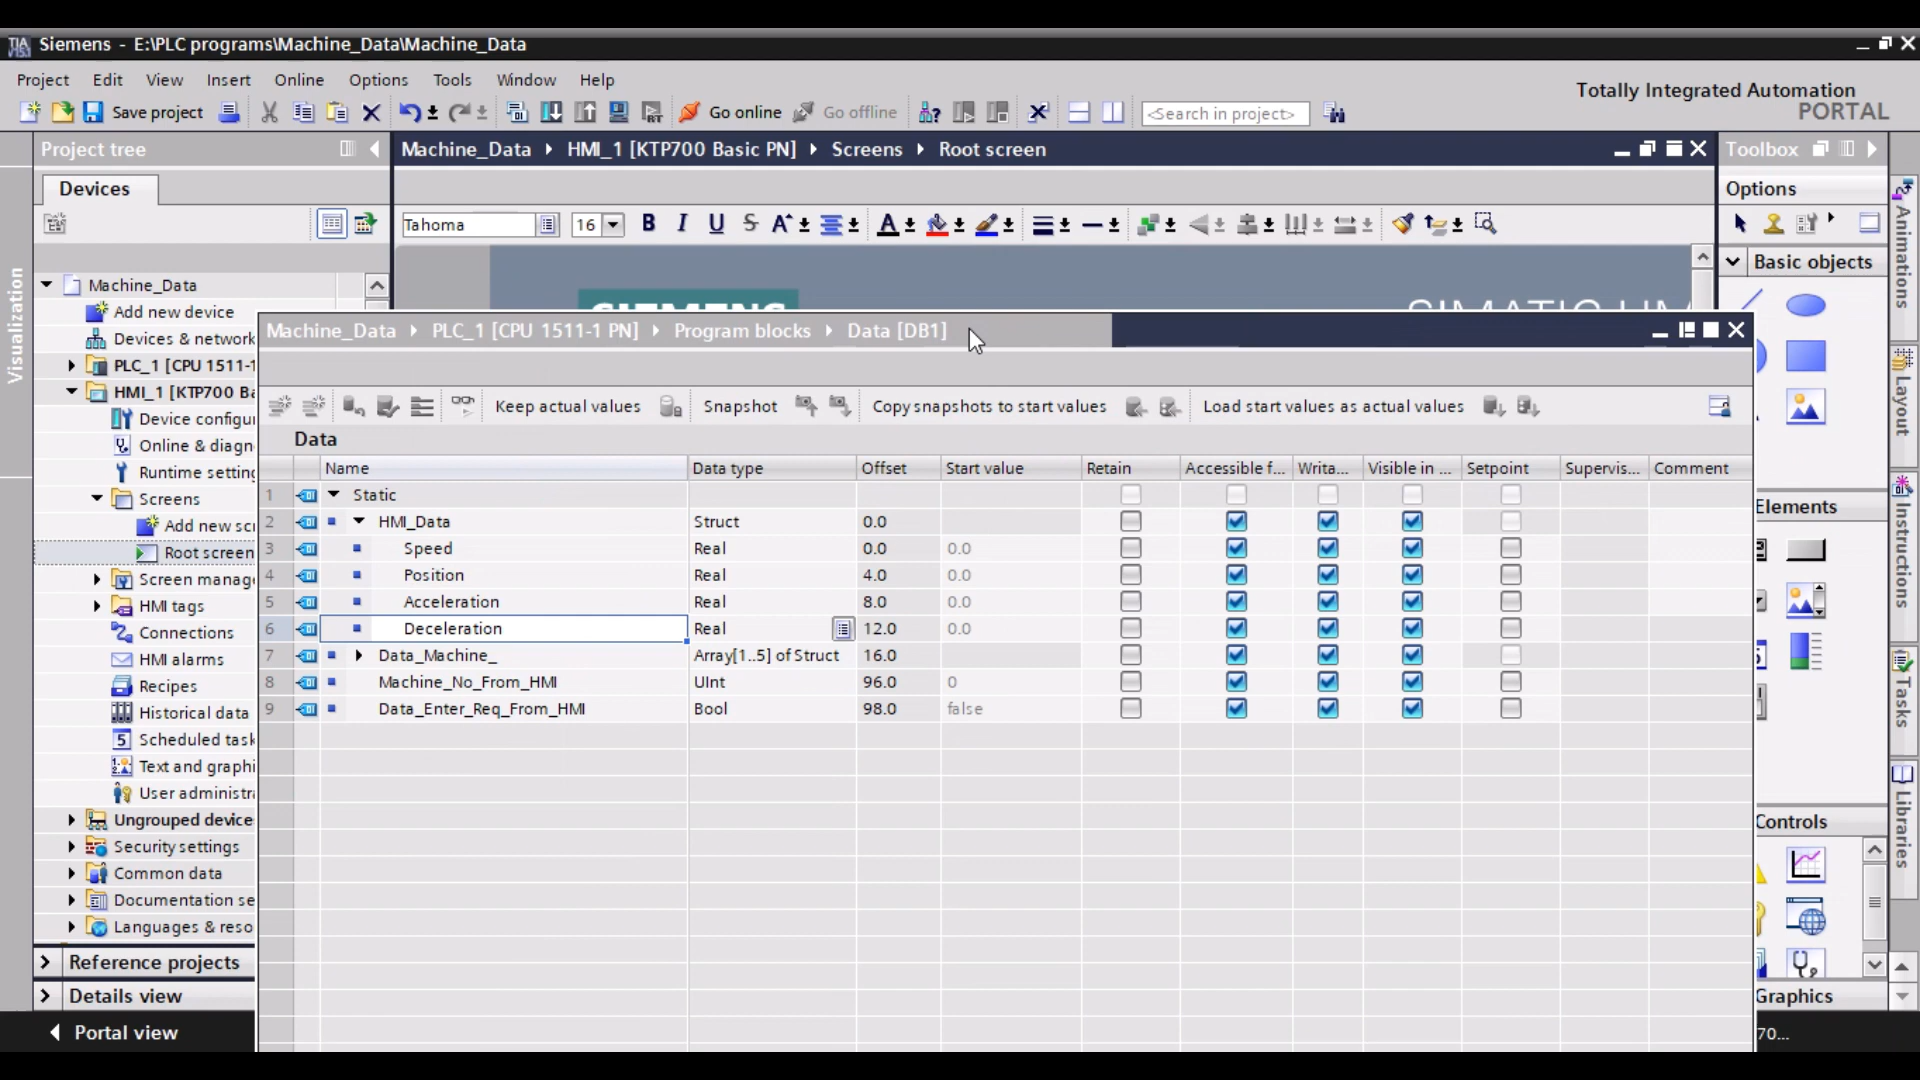 Siemens - E:\PLC programs\Machine_Data\Machine_Data
Project Edit View Insert Online Options Tools Window Help
Totally Integrated Automation
PORTAL
Save project Go online Go offline <Search in project>
Project tree
Machine_Data HMI_1 [KTP700 Basic PN] Screens Root screen
Toolbox
Devices
Options
Tahoma 16 B I U S
Visualization
Machine_Data
Add new device
Devices & network
PLC_1 [CPU 1511-1
HMI_1 [KTP700 Ba
Device configu
Online & diagn
Runtime setting
Screens
Add new scr
Root screen
Screen manag
HMI tags
Connections
HMI alarms
Recipes
Historical data
Scheduled task
Text and graphi
User administra
Ungrouped device
Security settings
Common data
Documentation se
Languages & reso
Reference projects
Details view
Portal view
Machine_Data PLC_1 [CPU 1511-1 PN] Program blocks Data [DB1]
Keep actual values Snapshot Copy snapshots to start values Load start values as actual values
Data
Name Data type Offset Start value Retain Accessible f... Writa... Visible in ... Setpoint Supervis... Comment
1 Static
2 HMI_Data Struct 0.0
3 Speed Real 0.0 0.0
4 Position Real 4.0 0.0
5 Acceleration Real 8.0 0.0
6 Deceleration Real 12.0 0.0
7 Data_Machine_ Array[1..5] of Struct 16.0
8 Machine_No_From_HMI UInt 96.0 0
9 Data_Enter_Req_From_HMI Bool 98.0 false
Basic objects
Elements
Controls
Graphics
70...
Animations
Layout
Instructions
Tasks
Libraries